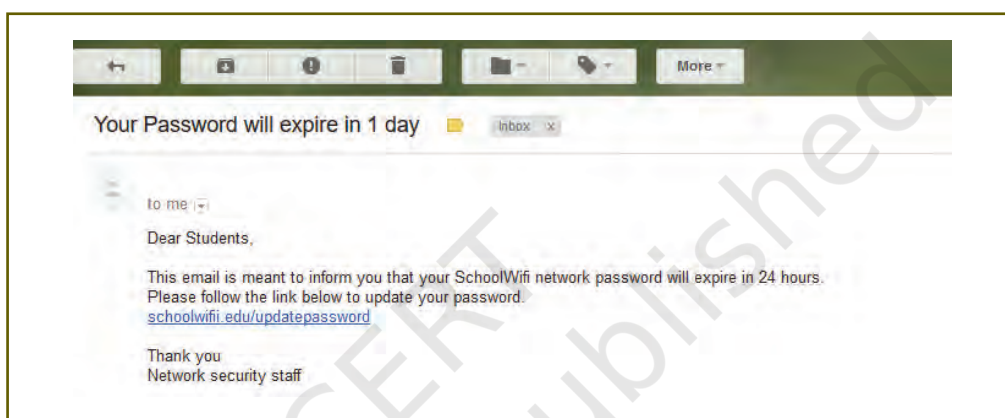 More
Your Password will expire in 1 day
Inbox x
to me
Dear Students,
This email is meant to inform you that your SchoolWifi network password will expire in 24 hours.
Please follow the link below to update your password.
schoolwifii.edu/updatepassword
Thank you
Network security staff